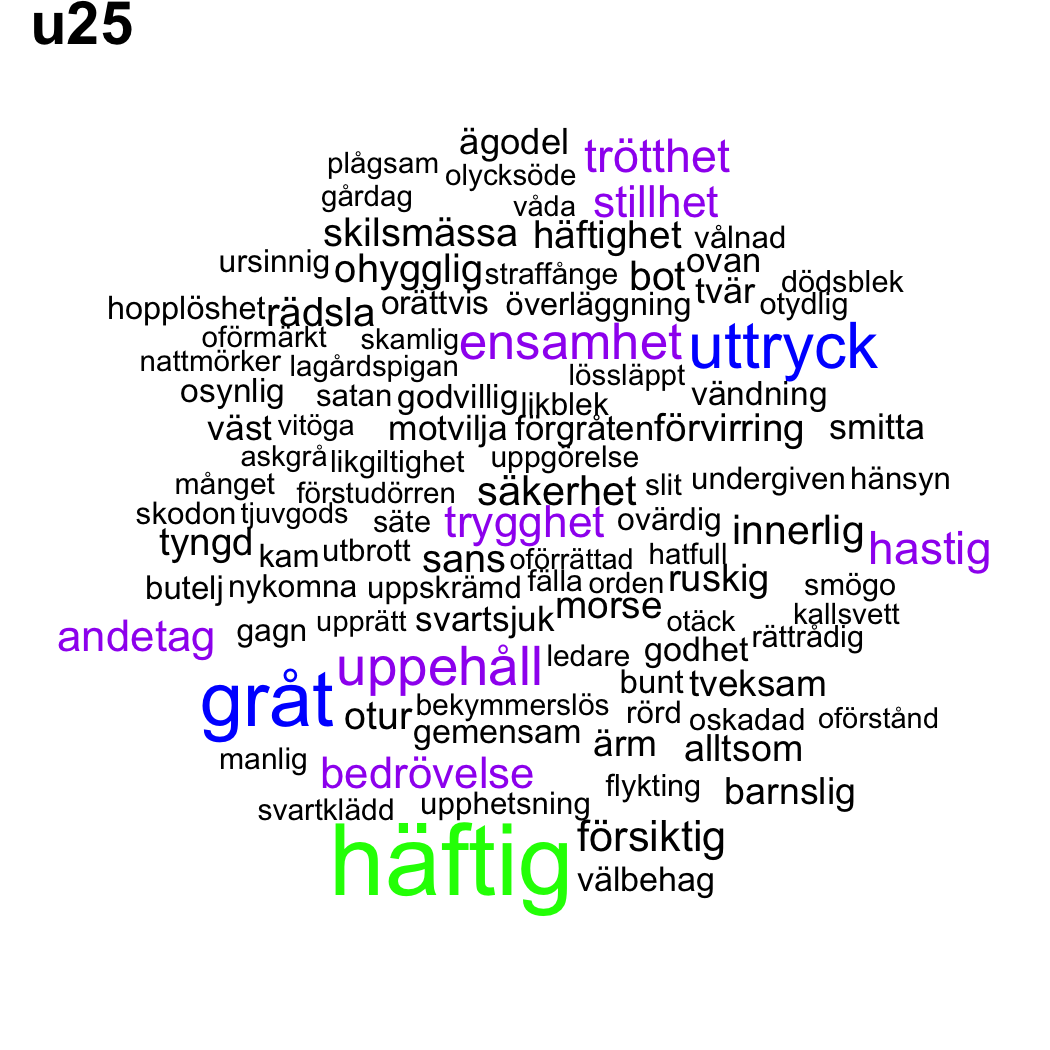 u25
ägodel
plågsam olycksöde trötthet
gårdag våda stillhet
skilsmässa häftighet vålnad
ursinnig ohygglig straffånge bot ovan
tvär dödsblek
hopplöshet rädsla orättvis överläggning otydlig
oförmärkt skamlig ensamhet uttryck
nattmörker lagårdspigan
lössläppt
osynlig satan godvillig likblek vändning
väst vitöga motvilja förgråten förvirring smitta
askgrå likgiltighet uppgörelse
månget förstudörren säkerhet slit undergiven hänsyn
skodon tjuvgods säte trygghet ovärdig innerlig
tyngd kam utbrott sans oförrättad hatfull hastig
butelj nykomna uppskrämd fälla orden ruskig smögo
andetag gagn upprätt svartsjuk morse otäck kallsvett
rättrådig
uppehåll ledare godhet
gråt bunt tveksam
otur bekymmerslös rörd oskadad oförstånd
gemensam ärm alltsom
manlig bedrövelse flykting barnslig
svartklädd upphetsning
häftig försiktig
välbehag